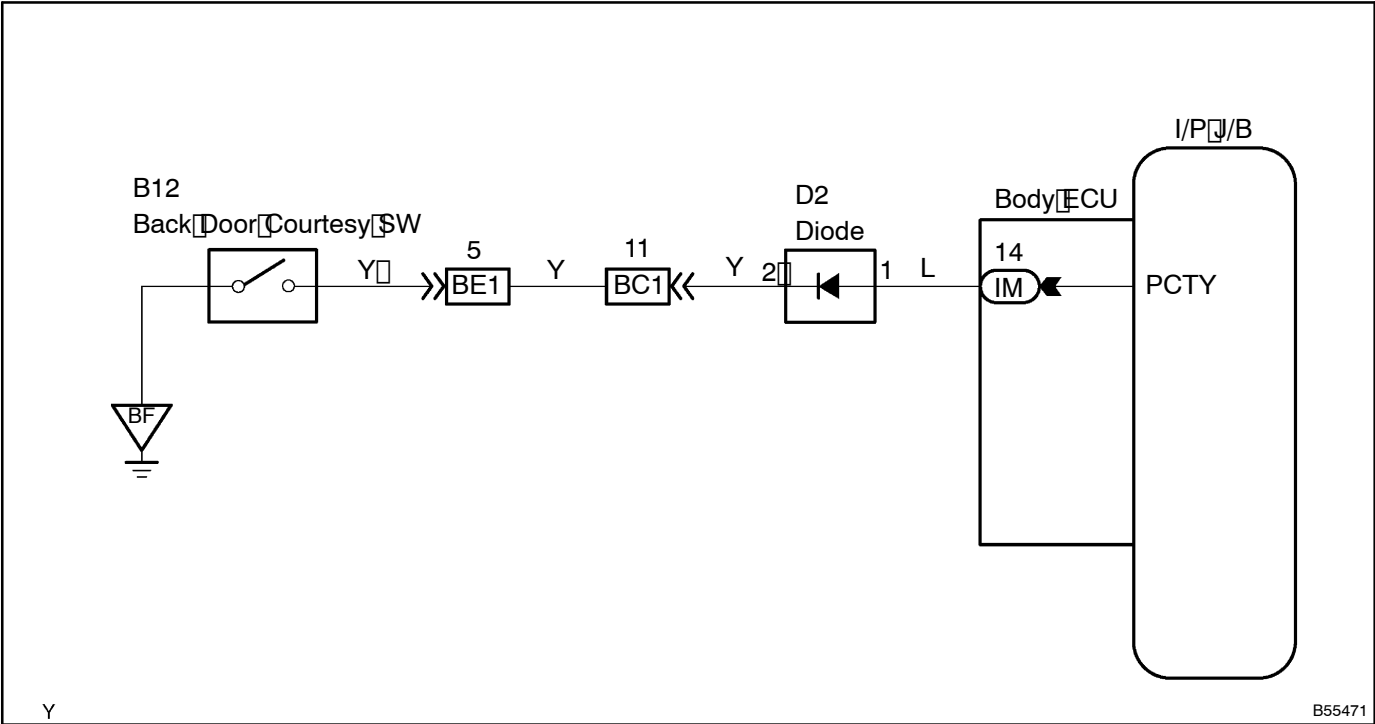 I/P J/B
B12
Back Door Courtesy SW
D2
Diode
Body ECU
5
11
14
Y
BE1
Y
BC1
Y
2
1
L
IM
PCTY
BF
Y
B55471